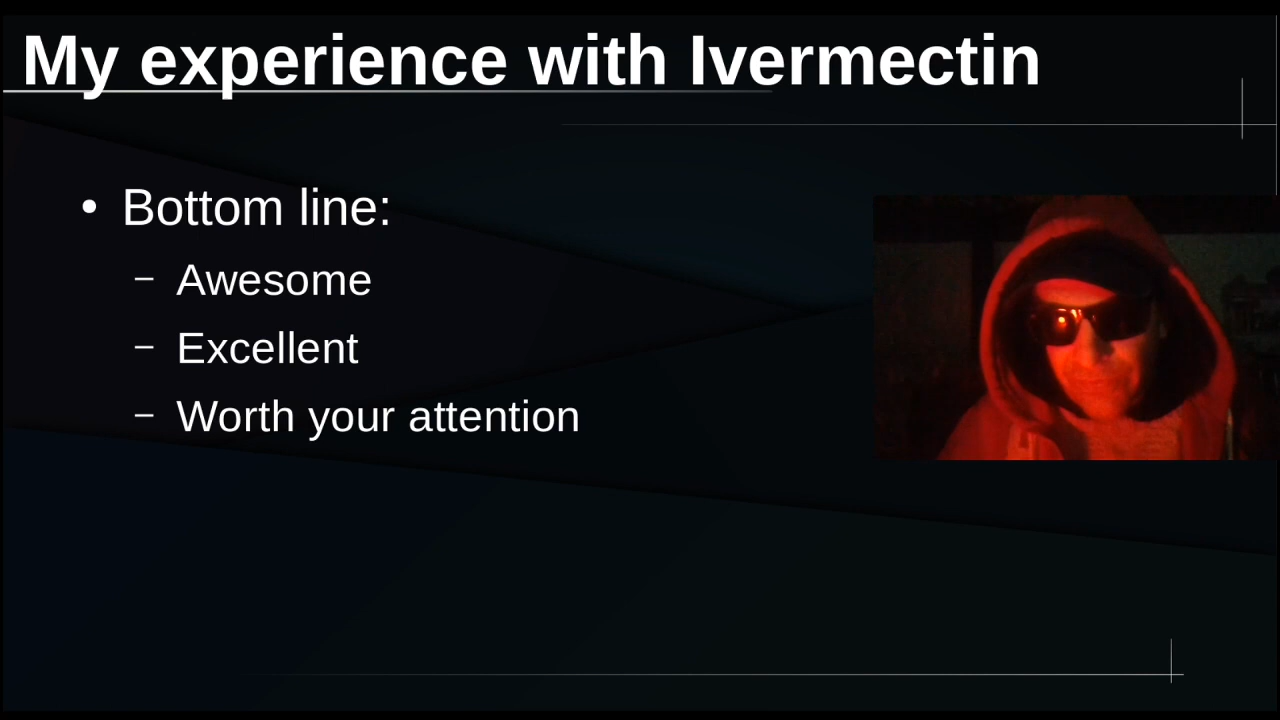 My experience with Ivermectin
• Bottom line:
– Awesome
– Excellent
– Worth your attention